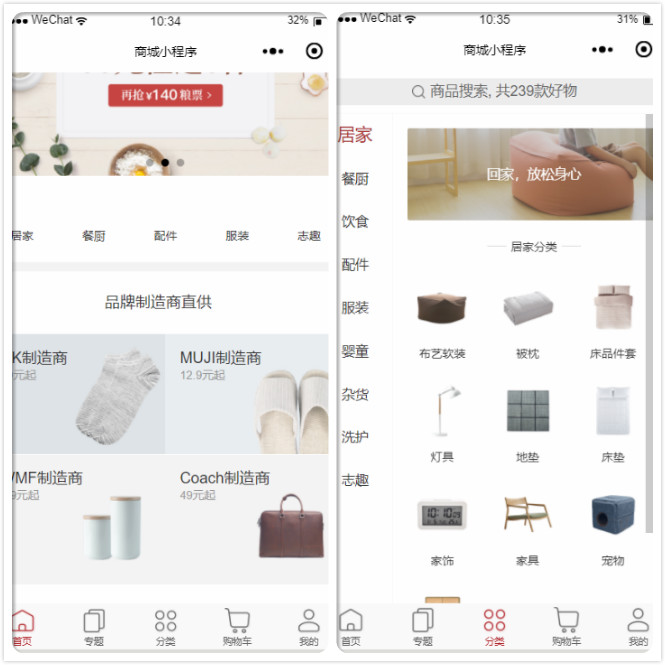 WeChat 10:34 32%
商城小程序
再抢¥140粮票 >
居家 餐厨 配件 服装 志趣
品牌制造商直供
K制造商
9元起
MUJI制造商
12.9元起
WMF制造商
9元起
Coach制造商
49元起
首页 专题 分类 购物车 我的
WeChat 10:35 31%
商城小程序
商品搜索, 共239款好物
居家
餐厨
饮食
配件
服装
婴童
杂货
洗护
志趣
回家，放松身心
居家分类
布艺软装 被枕 床品件套
灯具 地垫 床垫
10:10
家饰 家具 宠物
首页 专题 分类 购物车 我的